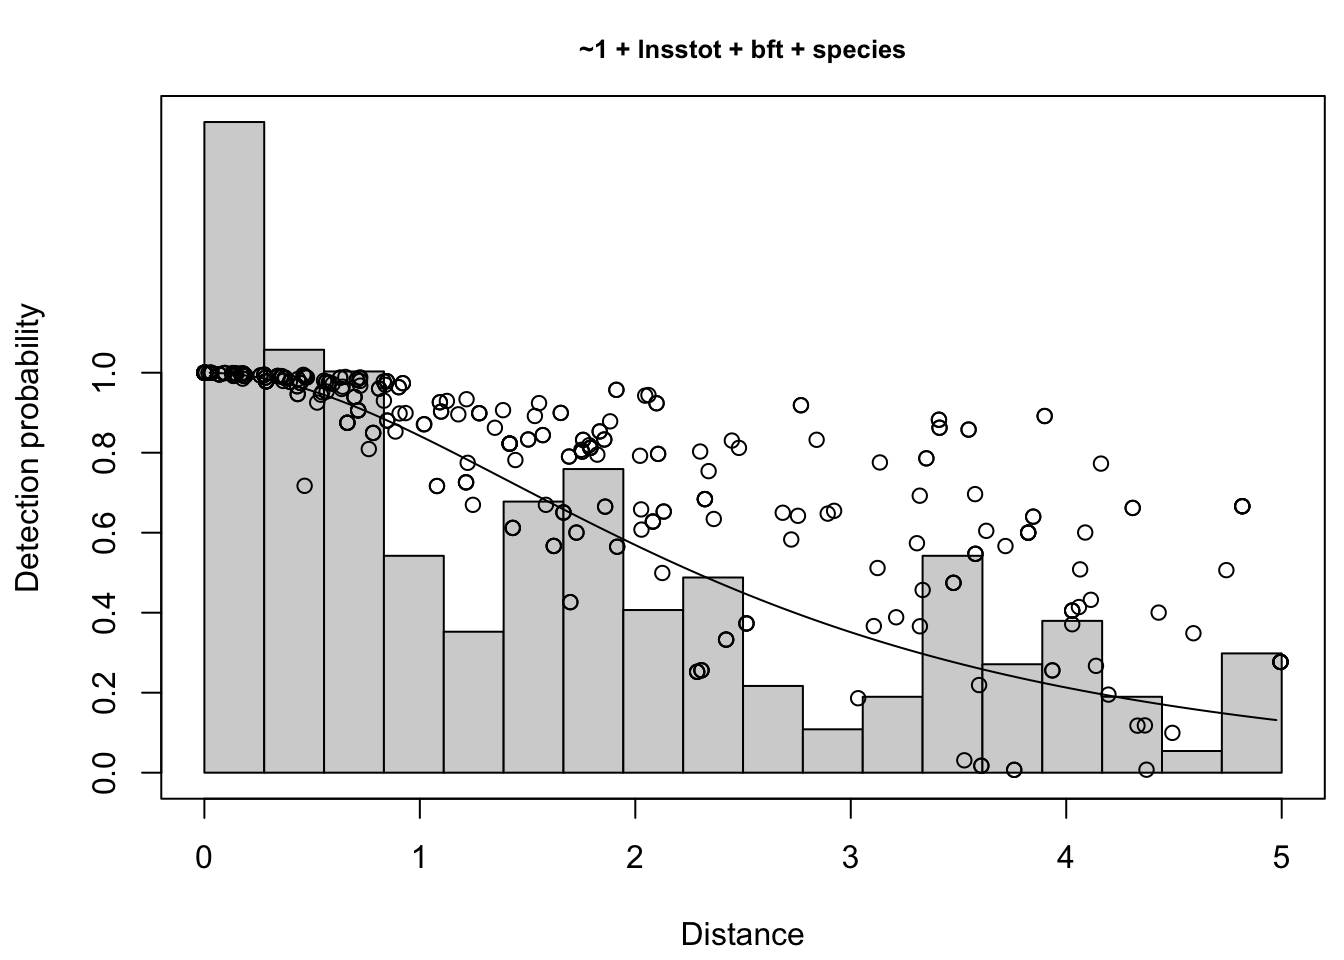 ~1 + lnsstot + bft + species
Detection probability
1.0
0.8
0.6
0.4
0.2
0.0
0 1 2 3 4 5
Distance